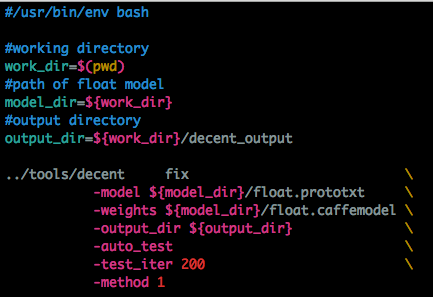 #/usr/bin/env bash
#working directory
work_dir=$(pwd)
#path of float model
model_dir=${work_dir}
#output directory
output_dir=${work_dir}/decent_output
../tools/decent fix \
-model ${model_dir}/float.prototxt \
-weights ${model_dir}/float.caffemodel \
-output_dir ${output_dir} \
-auto_test \
-test_iter 200 \
-method 1